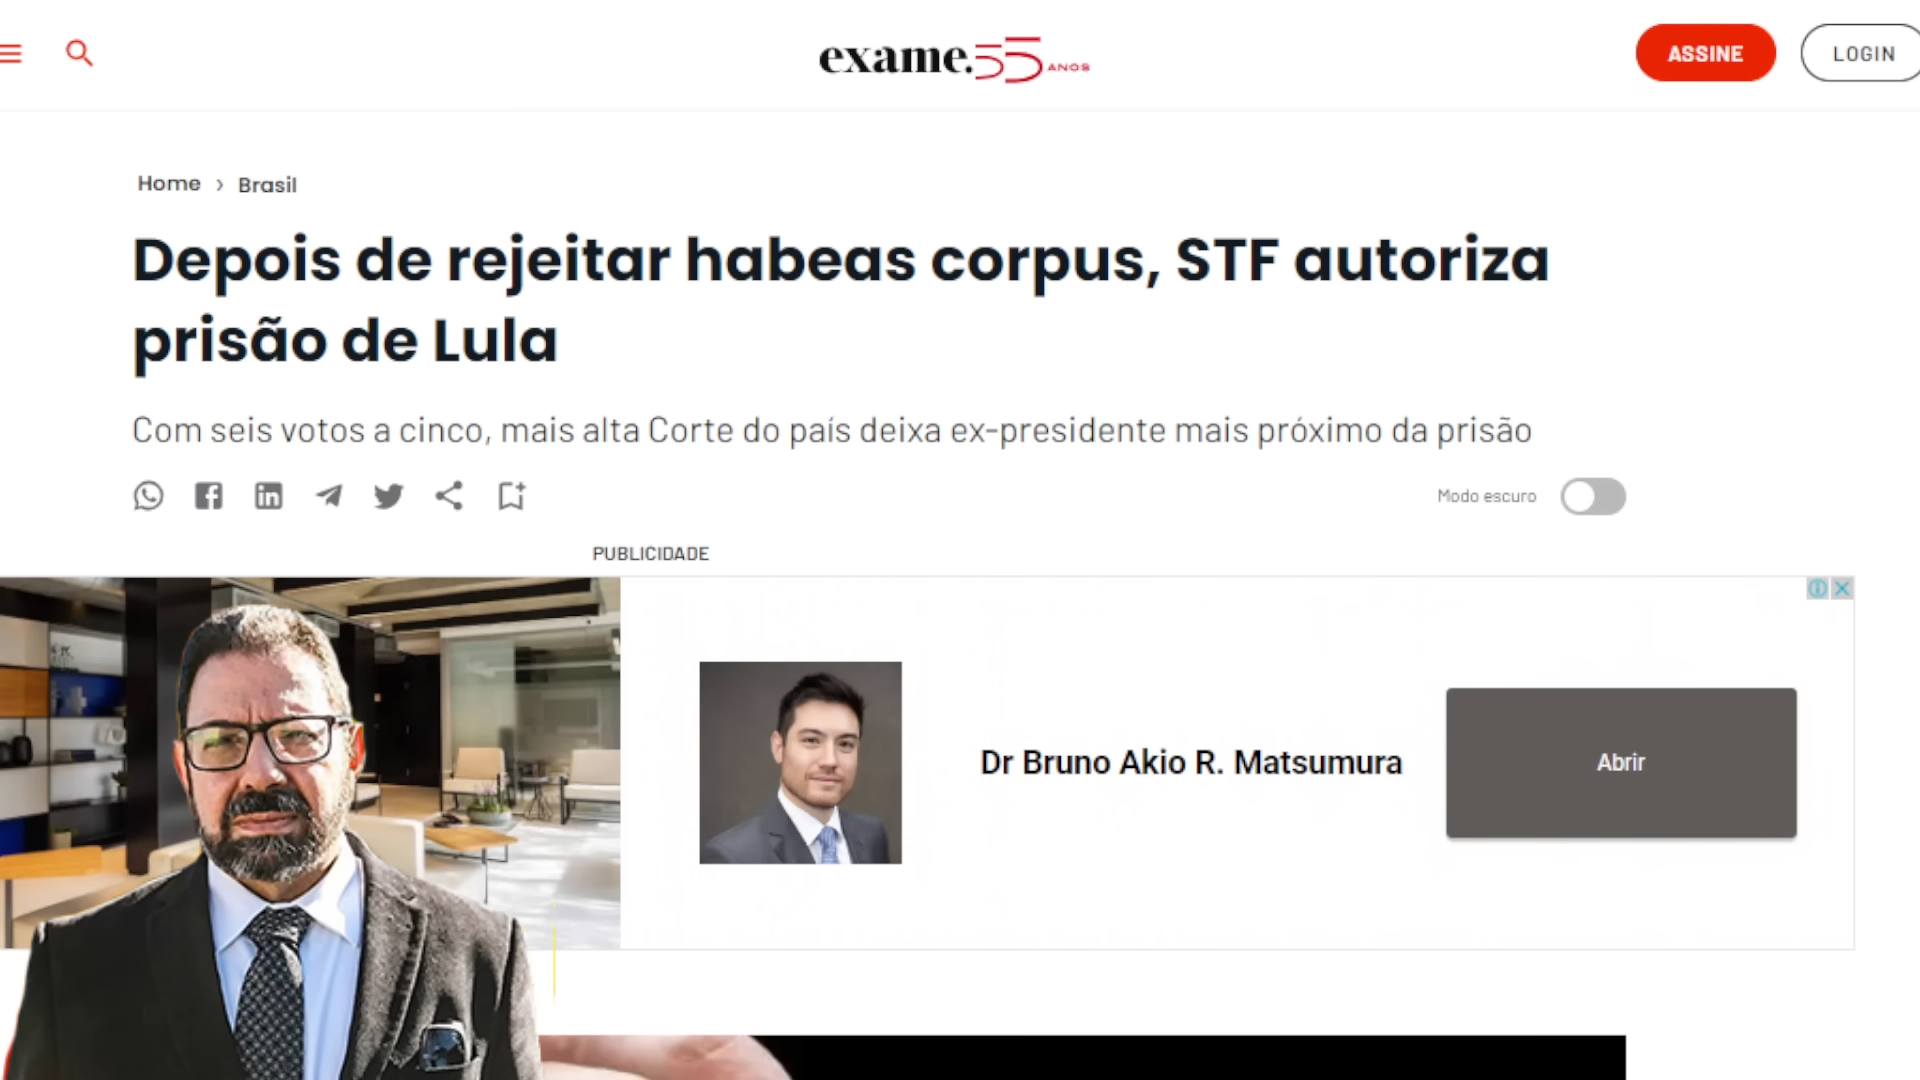 exame.55 ANOS
ASSINE
LOGIN
Home › Brasil
Depois de rejeitar habeas corpus, STF autoriza
prisão de Lula
Com seis votos a cinco, mais alta Corte do país deixa ex-presidente mais próximo da prisão
Modo escuro
PUBLICIDADE
Dr Bruno Akio R. Matsumura
Abrir